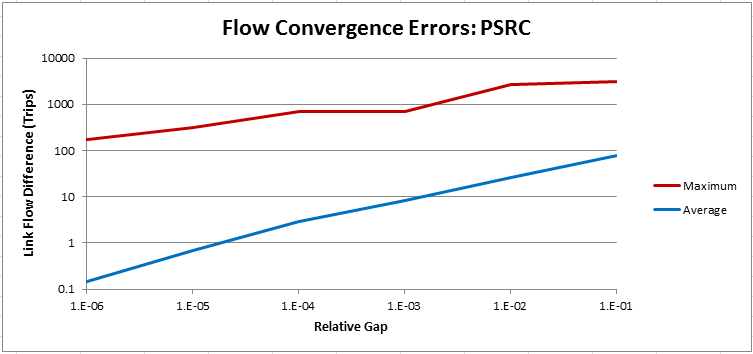 Flow Convergence Errors: PSRC
Link Flow Difference (Trips)
10000
1000
100
10
1
0.1
1.E-06 1.E-05 1.E-04 1.E-03 1.E-02 1.E-01
Relative Gap
Maximum
Average